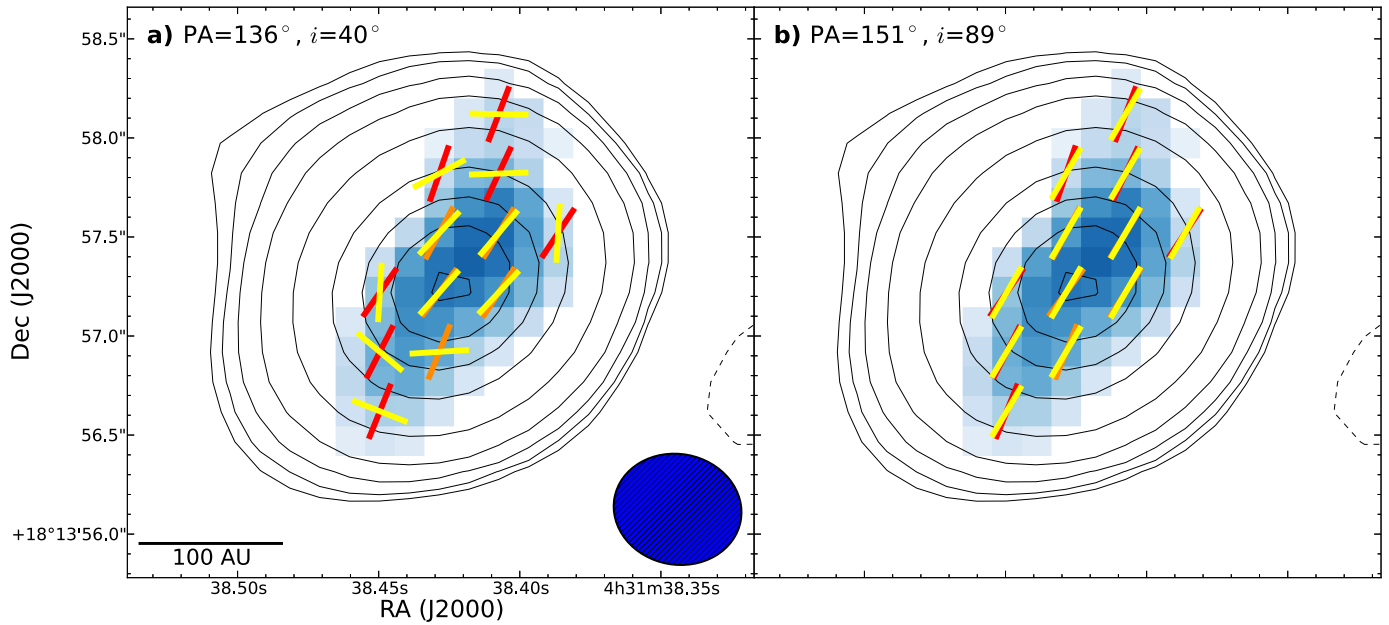 a) PA=136°, i=40°
b) PA=151°, i=89°
58.5"
58.0"
57.5"
57.0"
56.5"
+18°13'56.0"
Dec (J2000)
100 AU
38.50s
38.45s
38.40s
4h31m38.35s
RA (J2000)